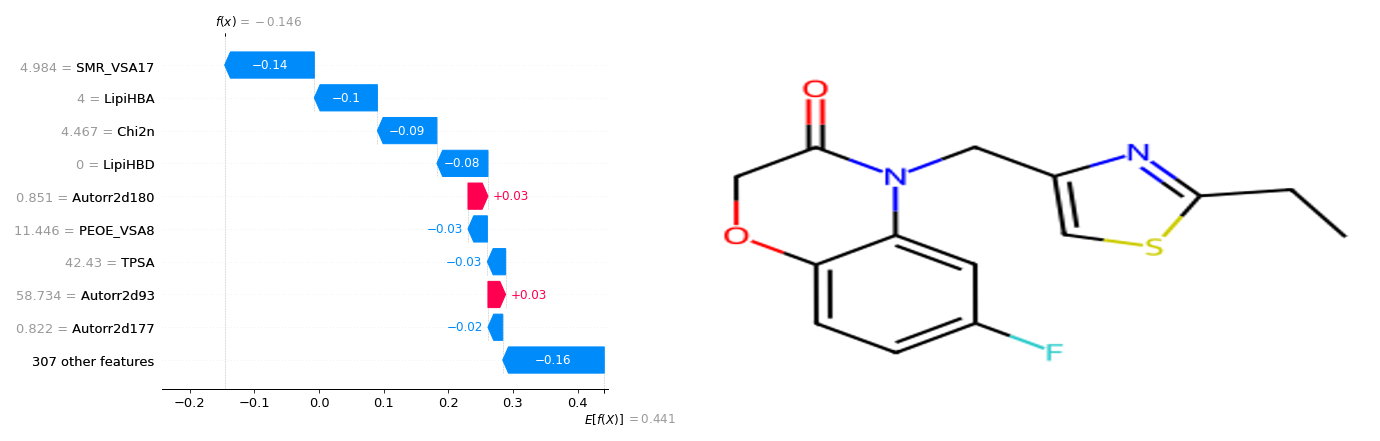 f(x) = −0.146
4.984 = SMR_VSA17
−0.14
4 = LipiHBA
−0.1
4.467 = Chi2n
−0.09
0 = LipiHBD
−0.08
0.851 = Autorr2d180
+0.03
11.446 = PEOE_VSA8
−0.03
42.43 = TPSA
−0.03
58.734 = Autorr2d93
+0.03
0.822 = Autorr2d177
−0.02
307 other features
−0.16
−0.2 −0.1 0.0 0.1 0.2 0.3 0.4
E[f(X)] = 0.441
O
N
N
O
S
F